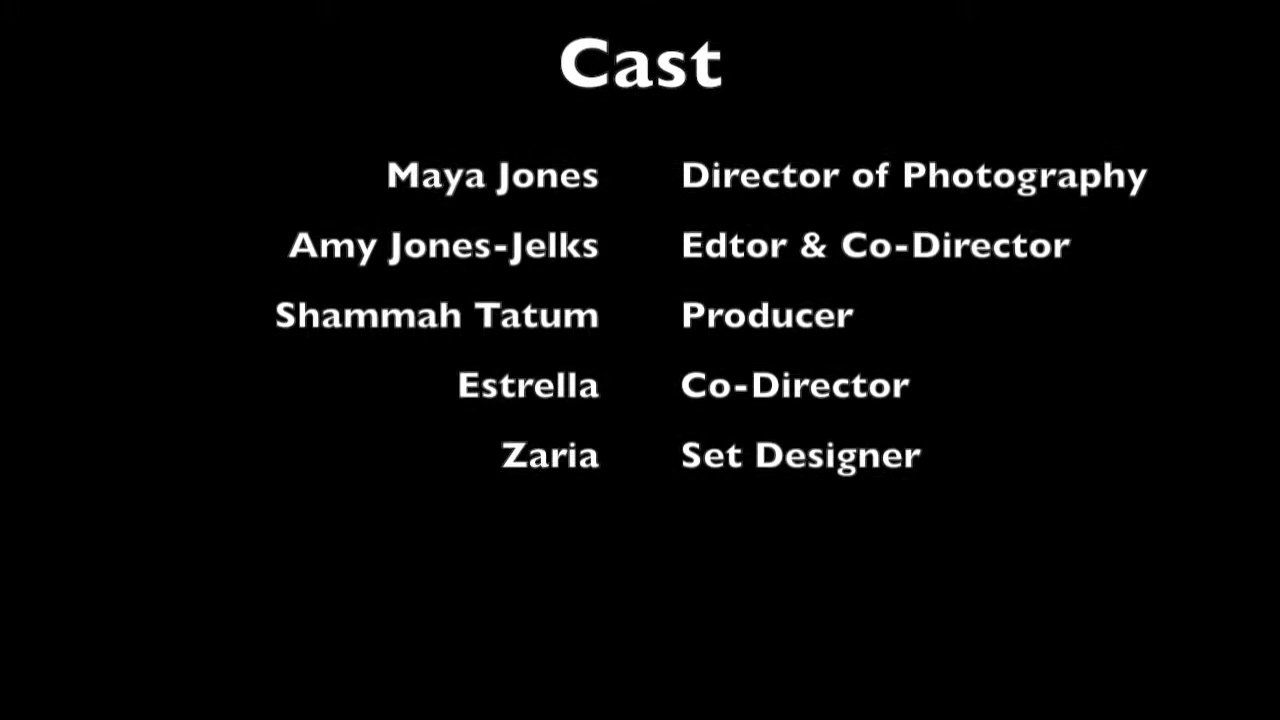 Cast
Maya Jones Director of Photography
Amy Jones-Jelks Edtor & Co-Director
Shammah Tatum Producer
Estrella Co-Director
Zaria Set Designer